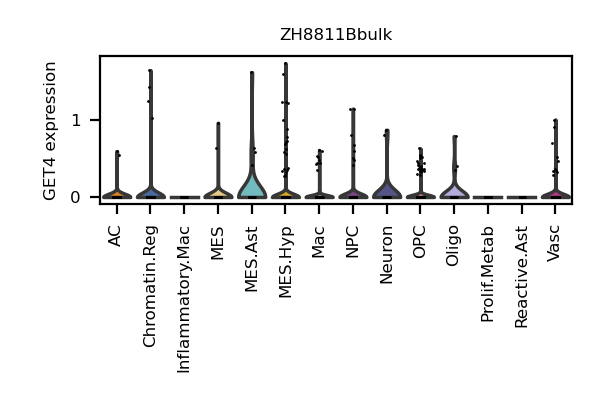 ZH8811Bbulk
GET4 expression
1
0
AC
Chromatin.Reg
Inflammatory.Mac
MES
MES.Ast
MES.Hyp
Mac
NPC
Neuron
OPC
Oligo
Prolif.Metab
Reactive.Ast
Vasc